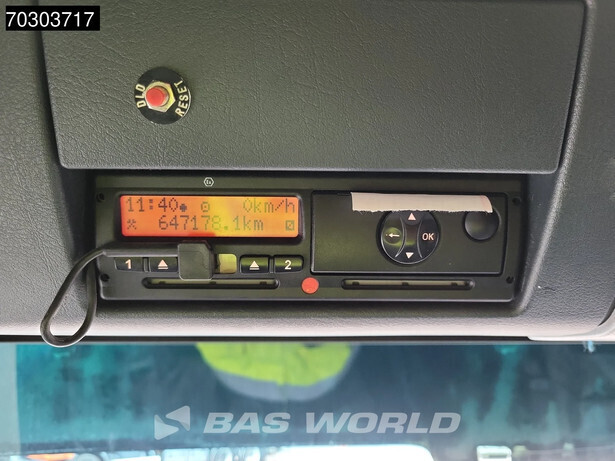 70303717
DLD
RESET
11:40 0km/h
647178.1km
1 2
OK
BAS WORLD